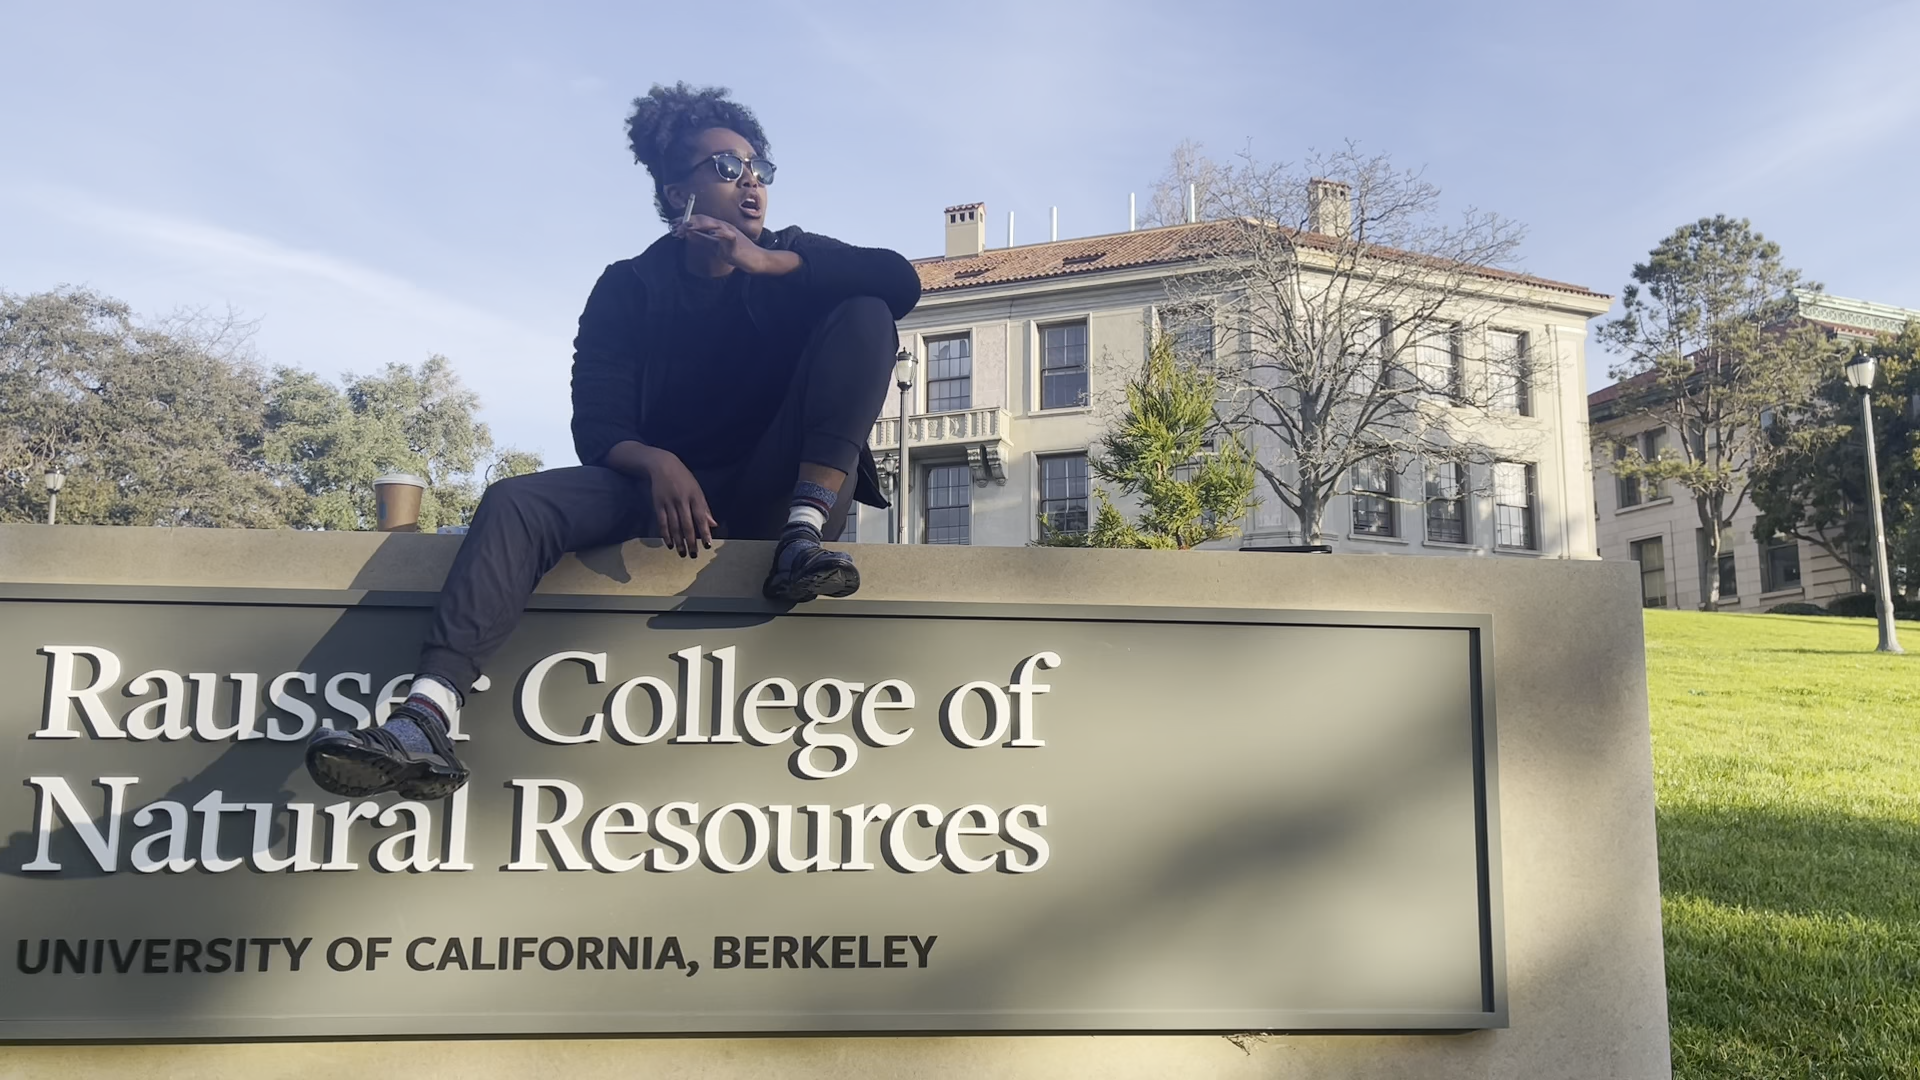 Rausser College of
Natural Resources
UNIVERSITY OF CALIFORNIA, BERKELEY